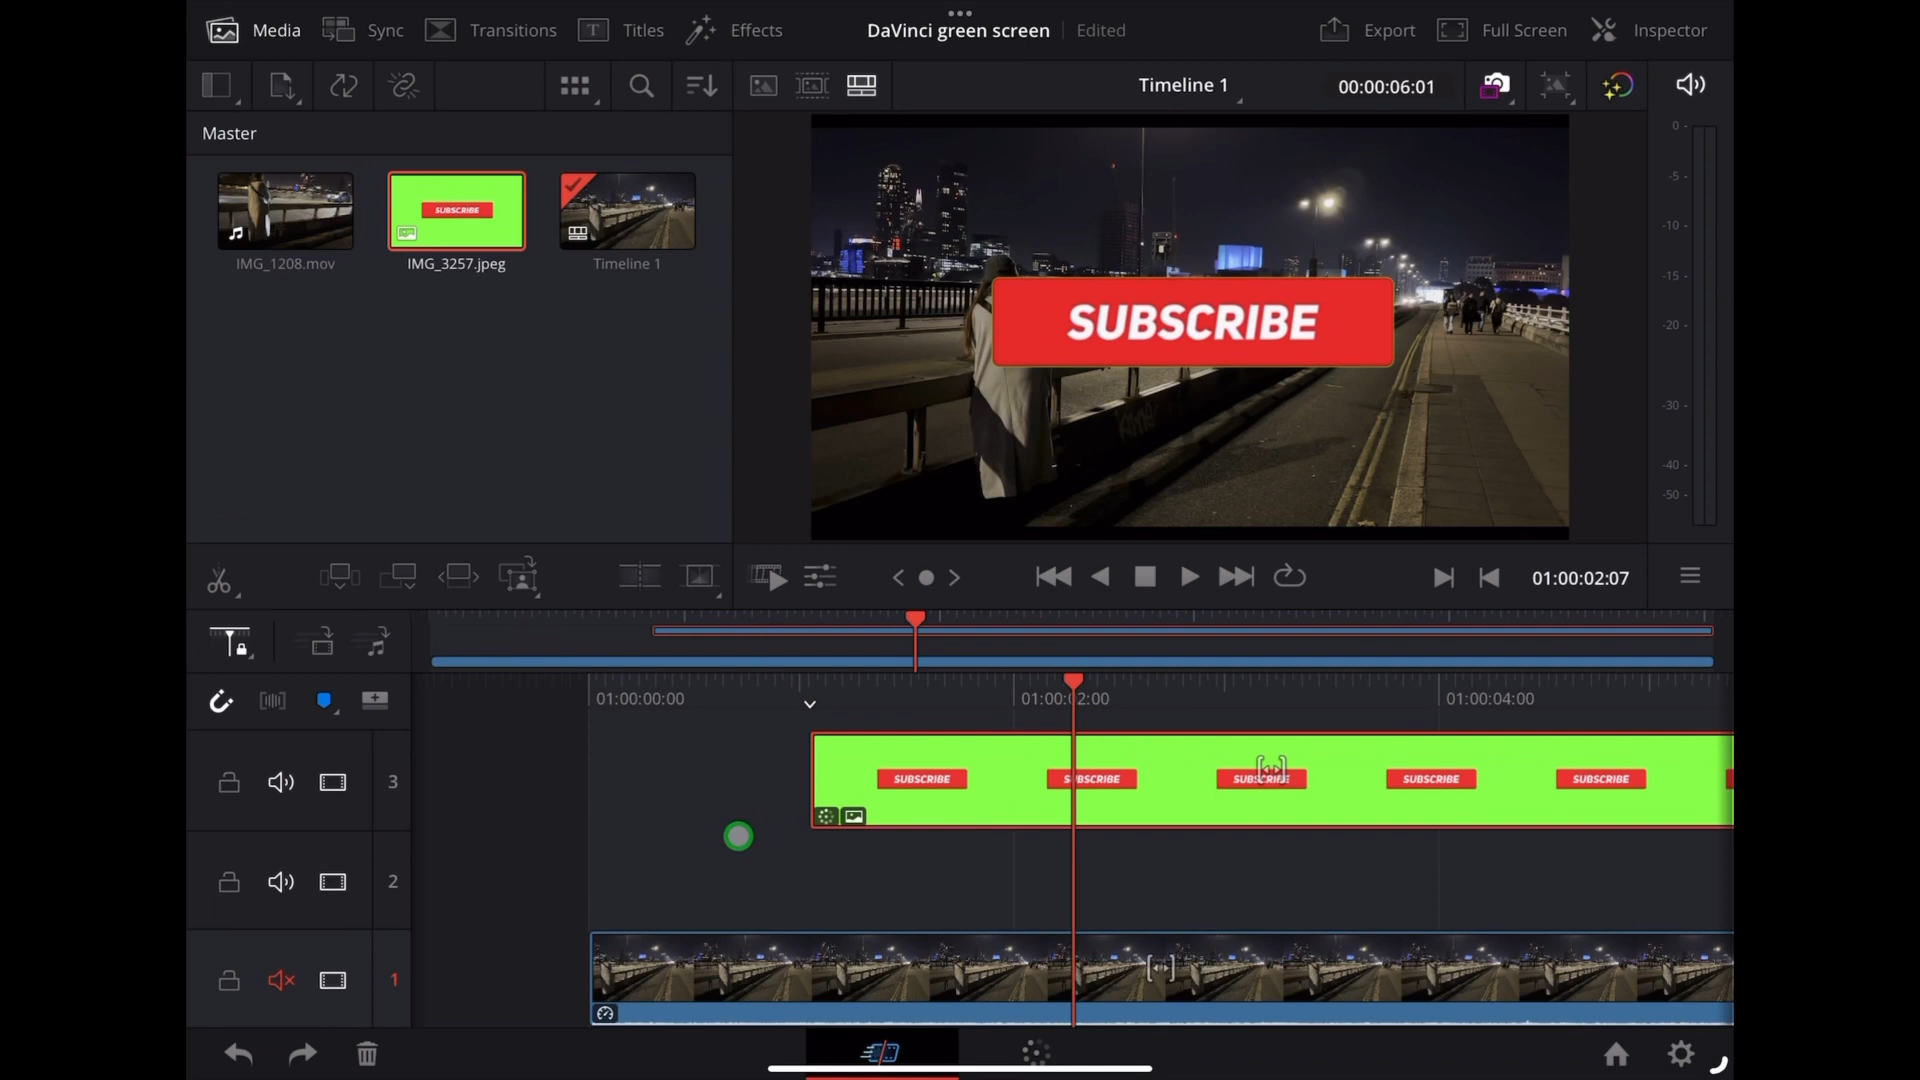 Media
Sync
Transitions
Titles
Effects
DaVinci green screen
Edited
Export
Full Screen
Inspector
Timeline 1
00:00:06:01
Master
SUBSCRIBE
IMG_1208.mov
IMG_3257.jpeg
Timeline 1
SUBSCRIBE
0
-5
-10
-15
-20
-30
-40
-50
01:00:02:07
01:00:00:00
01:00:02:00
01:00:04:00
3
SUBSCRIBE
SUBSCRIBE
SUBSCRIBE
SUBSCRIBE
SUBSCRIBE
2
1